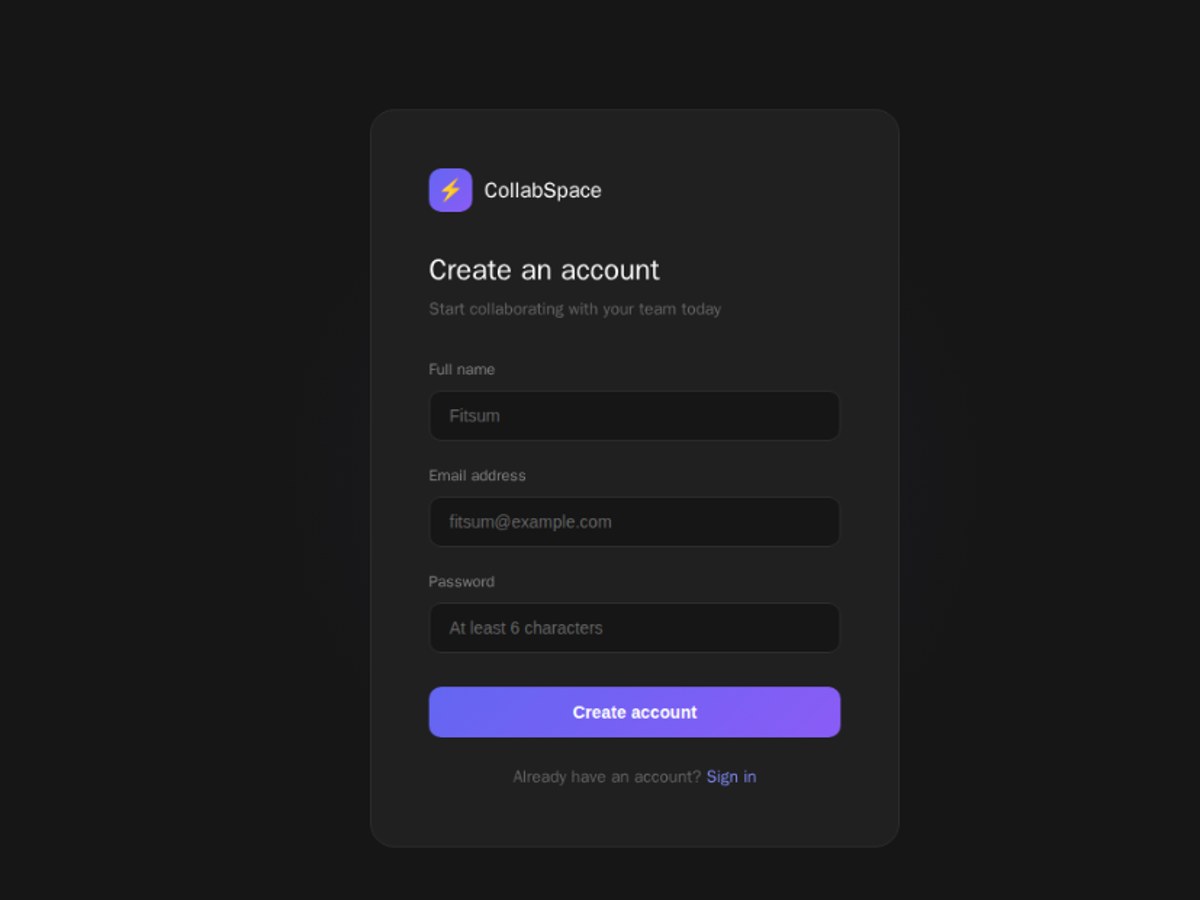 CollabSpace
Create an account
Start collaborating with your team today
Full name
Fitsum
Email address
fitsum@example.com
Password
At least 6 characters
Create account
Already have an account? Sign in